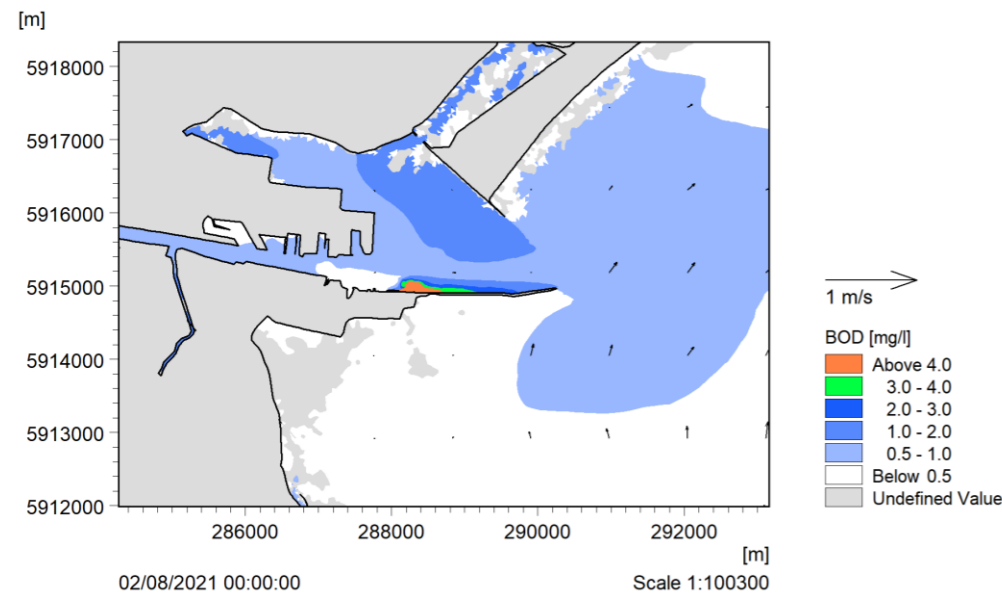 [m]
5918000
5917000
5916000
5915000
5914000
5913000
5912000
286000 288000 290000 292000
[m]
02/08/2021 00:00:00 Scale 1:100300
1 m/s
BOD [mg/l]
Above 4.0
3.0 - 4.0
2.0 - 3.0
1.0 - 2.0
0.5 - 1.0
Below 0.5
Undefined Value